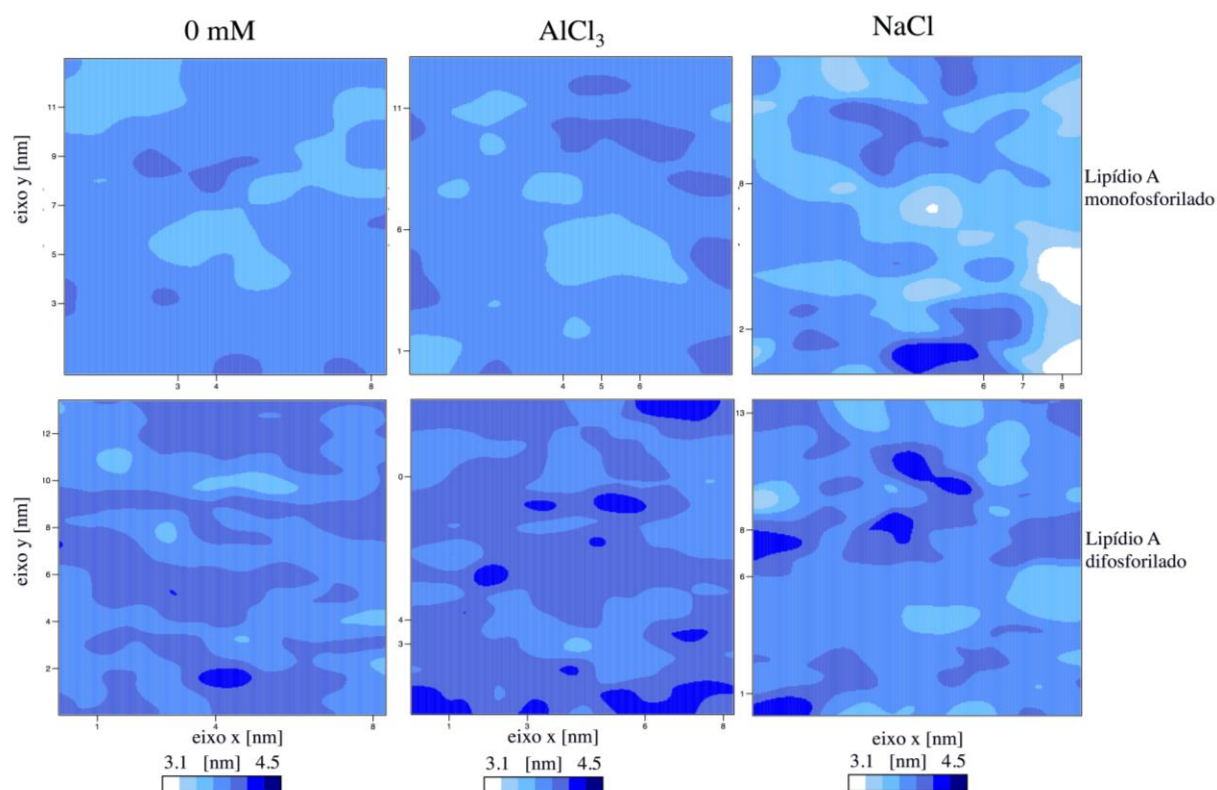 0 mM
AlCl₃
NaCl
eixo y [nm]
11
9
7
5
3
3
4
8
11
6
1
4
5
6
8
2
6
7
8
Lipídio A
monofosforilado
eixo y [nm]
12
10
8
6
4
2
1
4
8
0
4
3
1
3
6
8
13
8
6
1
Lipídio A
difosforilado
eixo x [nm]
eixo x [nm]
eixo x [nm]
3.1 [nm] 4.5
3.1 [nm] 4.5
3.1 [nm] 4.5